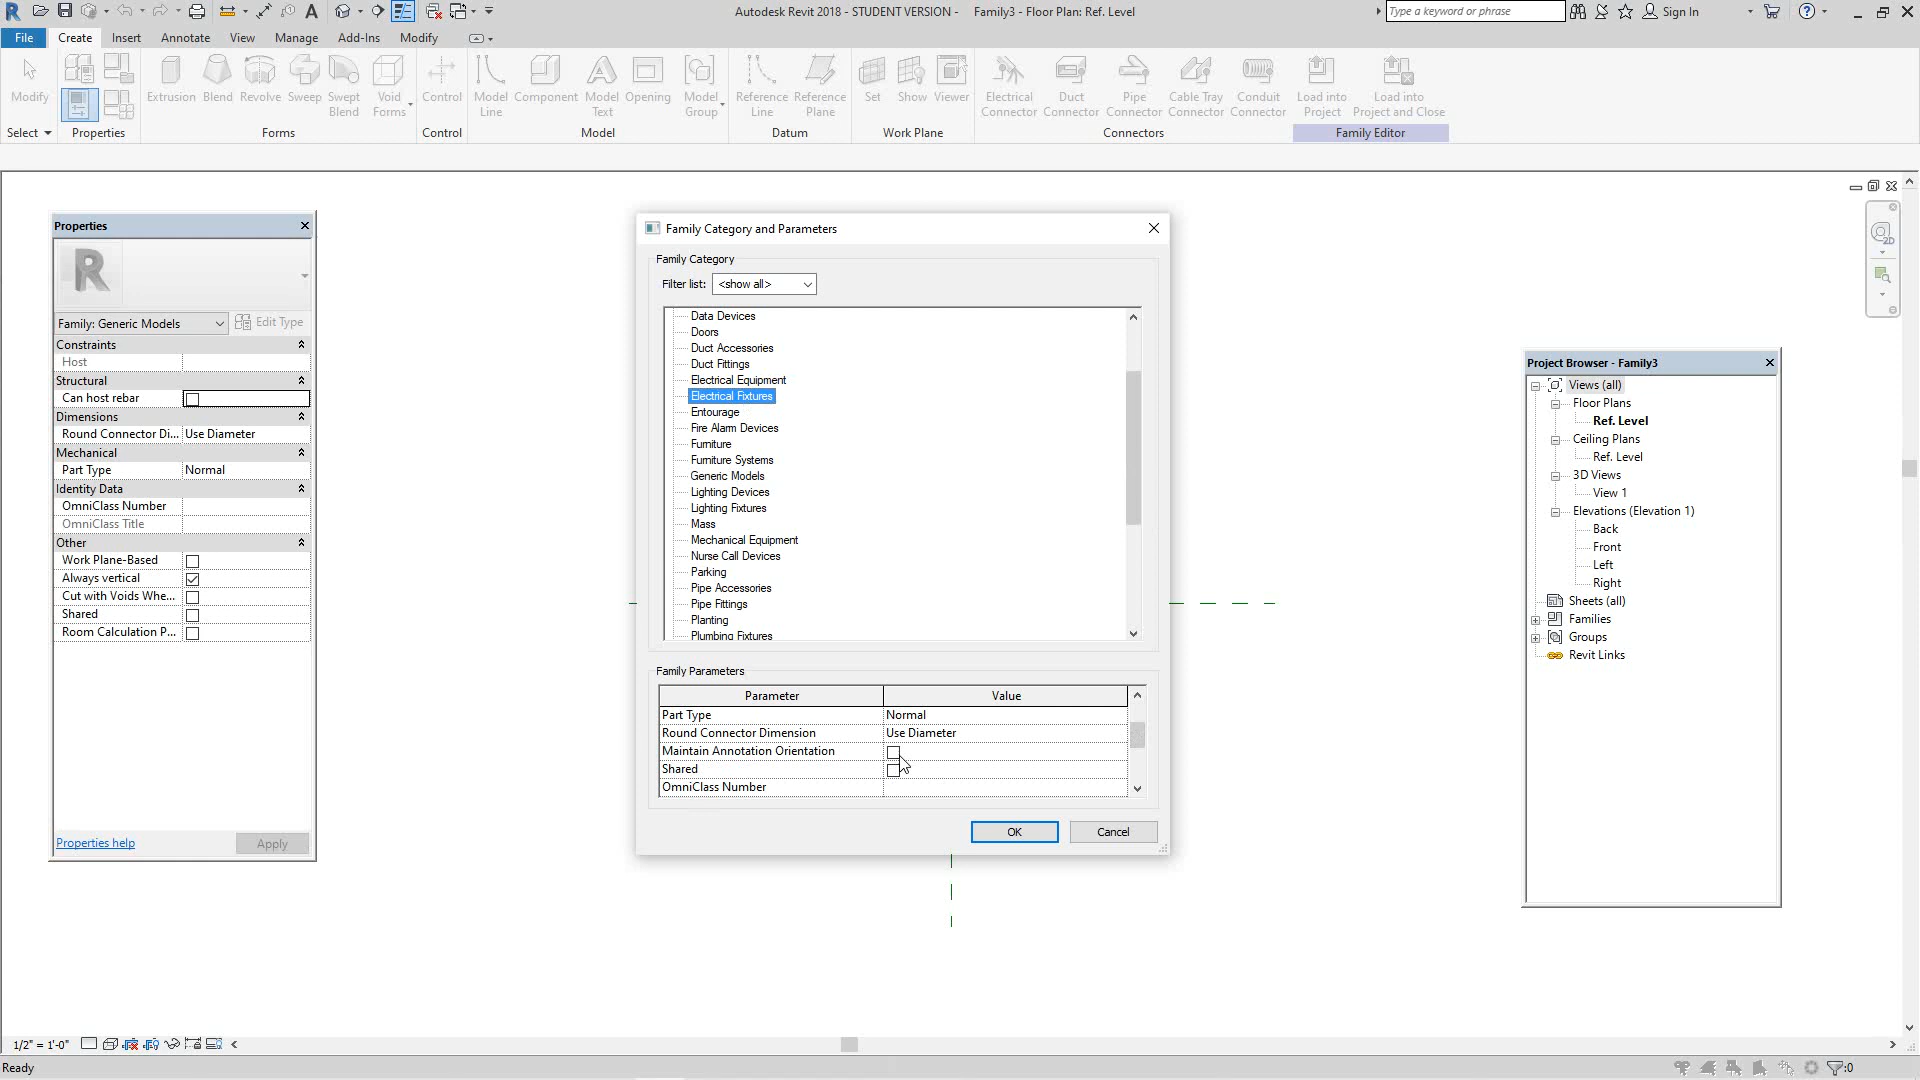 Autodesk Revit 2018 - STUDENT VERSION - Family3 - Floor Plan: Ref. Level
Type a keyword or phrase
Sign In
File Create Insert Annotate View Manage Add-Ins Modify
Modify
Extrusion
Blend
Revolve
Sweep
Swept
Blend
Void
Forms
Control
Model
Line
Component
Model
Text
Opening
Model
Group
Reference
Line
Reference
Plane
Set
Show
Viewer
Electrical
Connector
Duct
Connector
Pipe
Connector
Cable Tray
Connector
Conduit
Connector
Load into
Project
Load into
Project and Close
Select Properties Forms Control Model Datum Work Plane Connectors Family Editor
Properties
Family: Generic Models Edit Type
Constraints
Host
Structural
Can host rebar
Dimensions
Round Connector Di... Use Diameter
Mechanical
Part Type Normal
Identity Data
OmniClass Number
OmniClass Title
Other
Work Plane-Based
Always vertical
Cut with Voids Whe...
Shared
Room Calculation P...
Properties help Apply
Family Category and Parameters
Family Category
Filter list: <show all>
Data Devices
Doors
Duct Accessories
Duct Fittings
Electrical Equipment
Electrical Fixtures
Entourage
Fire Alarm Devices
Furniture
Furniture Systems
Generic Models
Lighting Devices
Lighting Fixtures
Mass
Mechanical Equipment
Nurse Call Devices
Parking
Pipe Accessories
Pipe Fittings
Planting
Plumbing Fixtures
Family Parameters
Parameter Value
Part Type Normal
Round Connector Dimension Use Diameter
Maintain Annotation Orientation
Shared
OmniClass Number
OK Cancel
2D
Project Browser - Family3
Views (all)
Floor Plans
Ref. Level
Ceiling Plans
Ref. Level
3D Views
View 1
Elevations (Elevation 1)
Back
Front
Left
Right
Sheets (all)
Families
Groups
Revit Links
1/2" = 1'-0"
Ready
:0